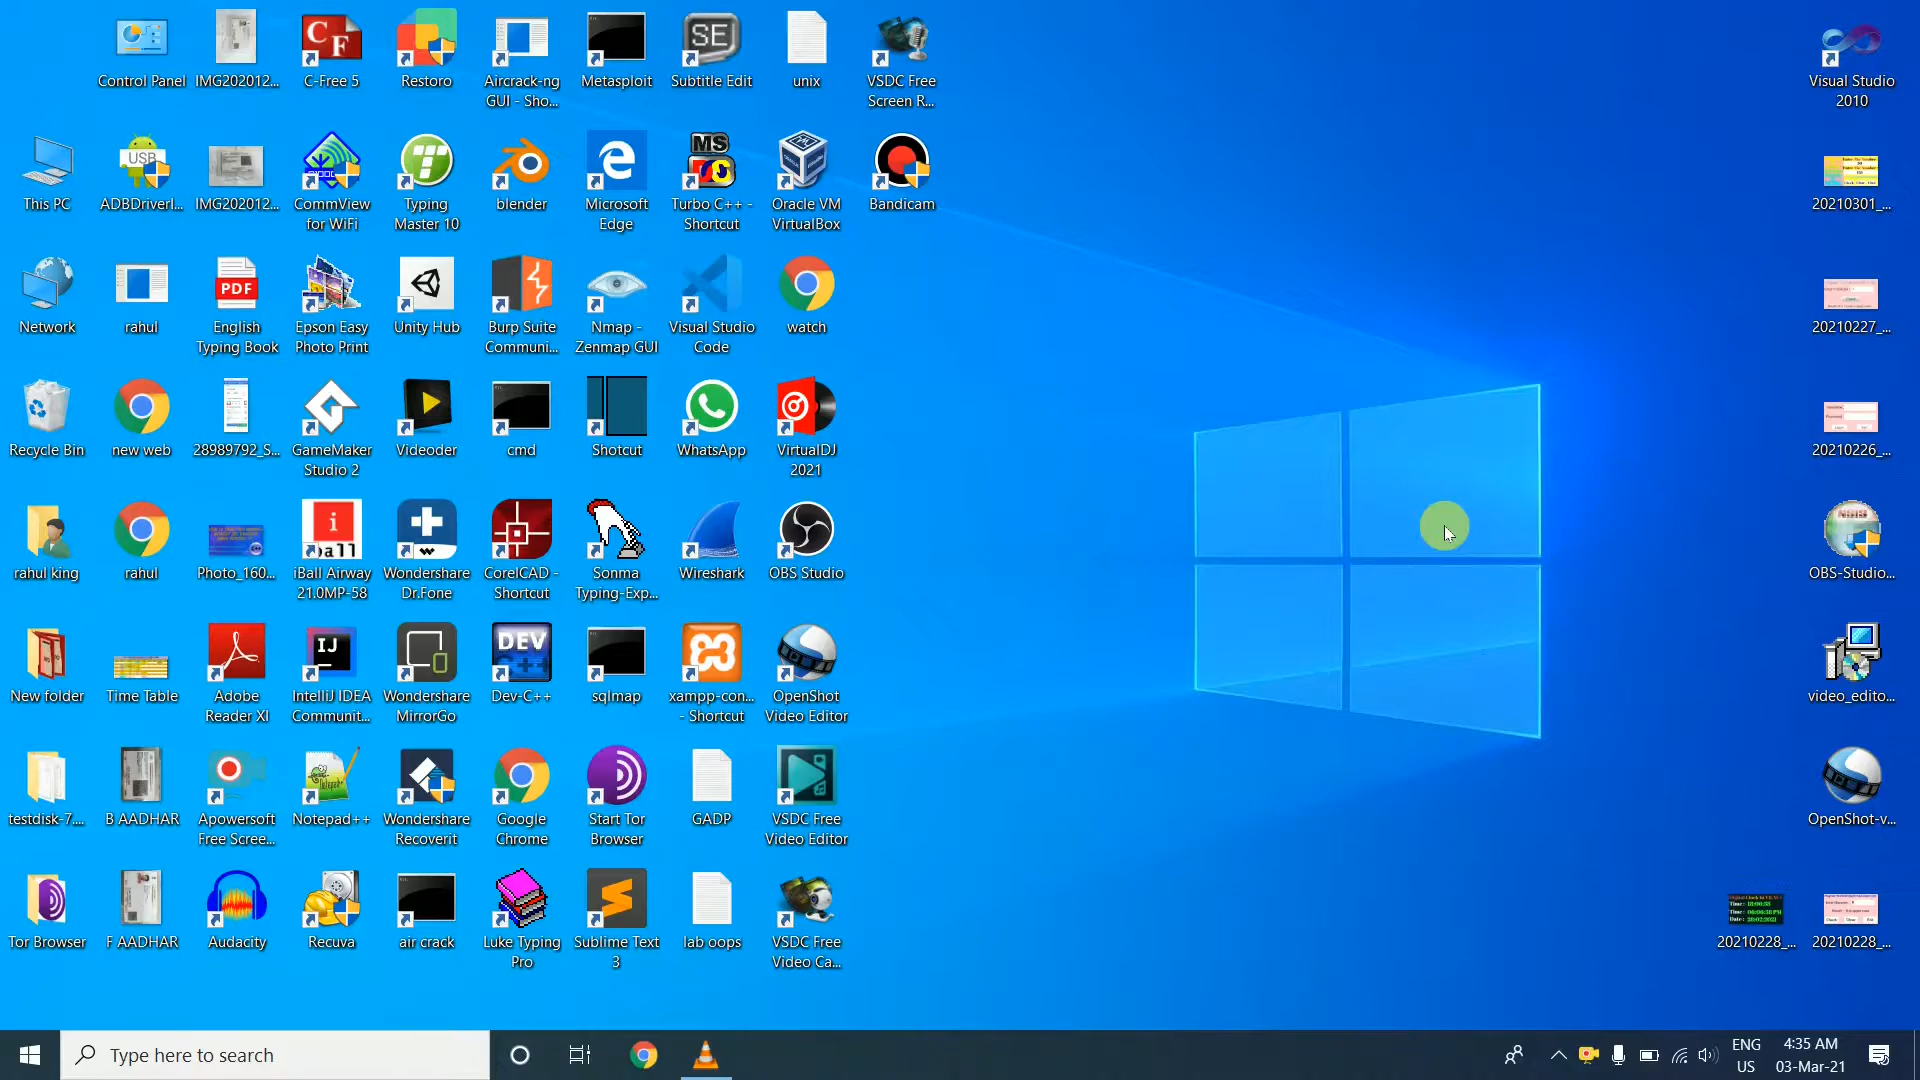 Control Panel
IMG202012...
C-Free 5
Restoro
Aircrack-ng
GUI - Sho...
Metasploit
Subtitle Edit
unix
VSDC Free
Screen R...
Visual Studio
2010
This PC
ADBDriverI...
IMG202012...
CommView
for WiFi
Typing
Master 10
blender
Microsoft
Edge
Turbo C++ -
Shortcut
Oracle VM
VirtualBox
Bandicam
20210301_...
Network
rahul
English
Typing Book
Epson Easy
Photo Print
Unity Hub
Burp Suite
Communi...
Nmap -
Zenmap GUI
Visual Studio
Code
watch
20210227_...
Recycle Bin
new web
28989792_S...
GameMaker
Studio 2
Videoder
cmd
Shotcut
WhatsApp
VirtualDJ
2021
20210226_...
rahul king
rahul
Photo_160...
iBall Airway
21.0MP-58
Wondershare
Dr.Fone
CorelCAD -
Shortcut
Sonma
Typing-Exp...
Wireshark
OBS Studio
OBS-Studio...
New folder
Time Table
Adobe
Reader XI
IntelliJ IDEA
Communit...
Wondershare
MirrorGo
Dev-C++
sqlmap
xampp-con...
- Shortcut
OpenShot
Video Editor
video_edito...
testdisk-7....
B AADHAR
Apowersoft
Free Scree...
Notepad++
Wondershare
Recoverit
Google
Chrome
Start Tor
Browser
GADP
VSDC Free
Video Editor
OpenShot-v...
Tor Browser
F AADHAR
Audacity
Recuva
air crack
Luke Typing
Pro
Sublime Text
3
lab oops
VSDC Free
Video Ca...
20210228_...
20210228_...
Type here to search
ENG
US
4:35 AM
03-Mar-21